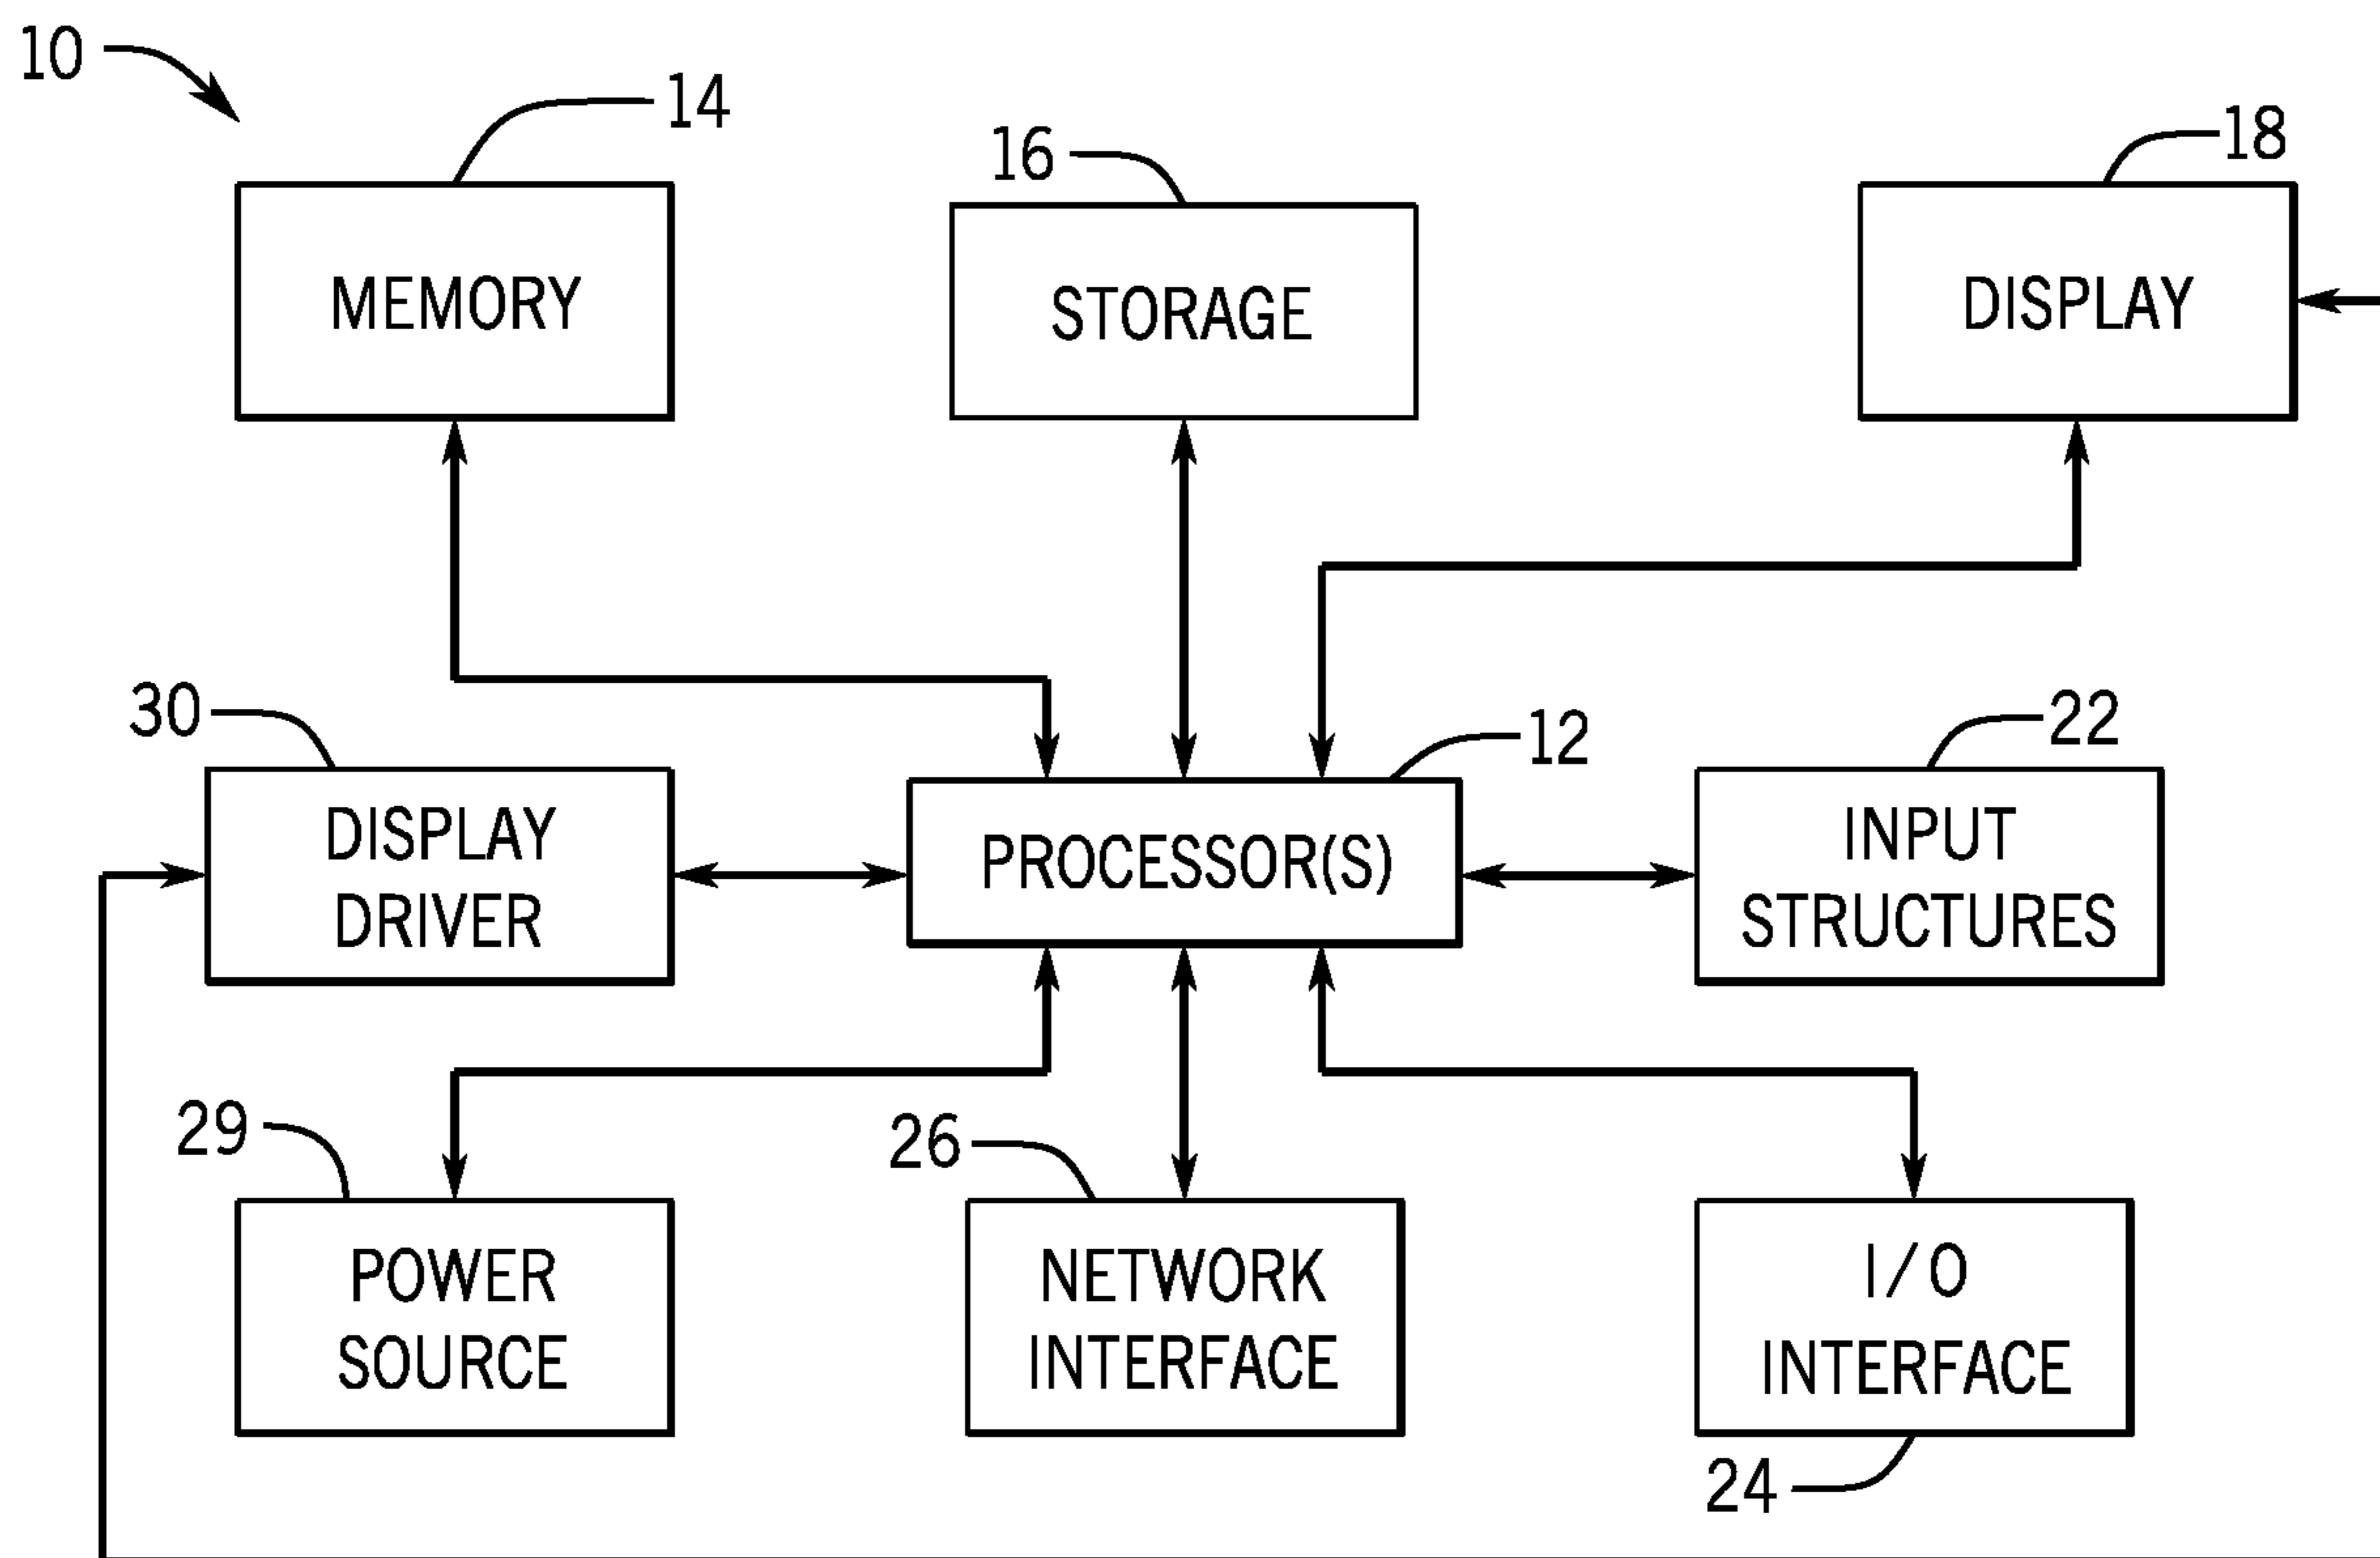 10
14
16
18
MEMORY
STORAGE
DISPLAY
30
12
22
DISPLAY
DRIVER
PROCESSOR(S)
INPUT
STRUCTURES
29
26
POWER
SOURCE
NETWORK
INTERFACE
I/O
INTERFACE
24